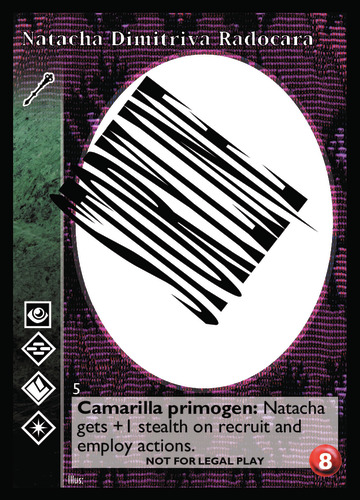 Natacha Dimitriva Radocara
5
Camarilla primogen: Natacha
gets +1 stealth on recruit and
employ actions.
NOT FOR LEGAL PLAY
8
Illus: